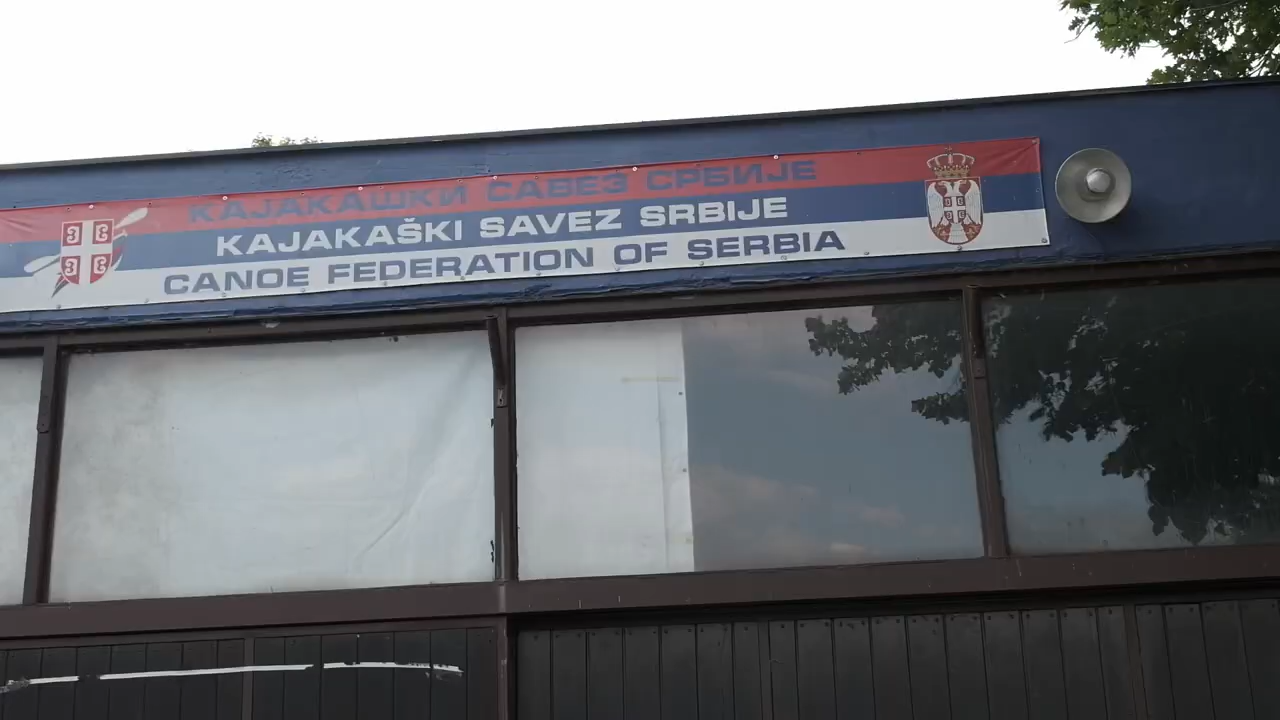 КАЈАКАШКИ САВЕЗ СРБИЈЕ
KAJAKAŠKI SAVEZ SRBIJE
CANOE FEDERATION OF SERBIA